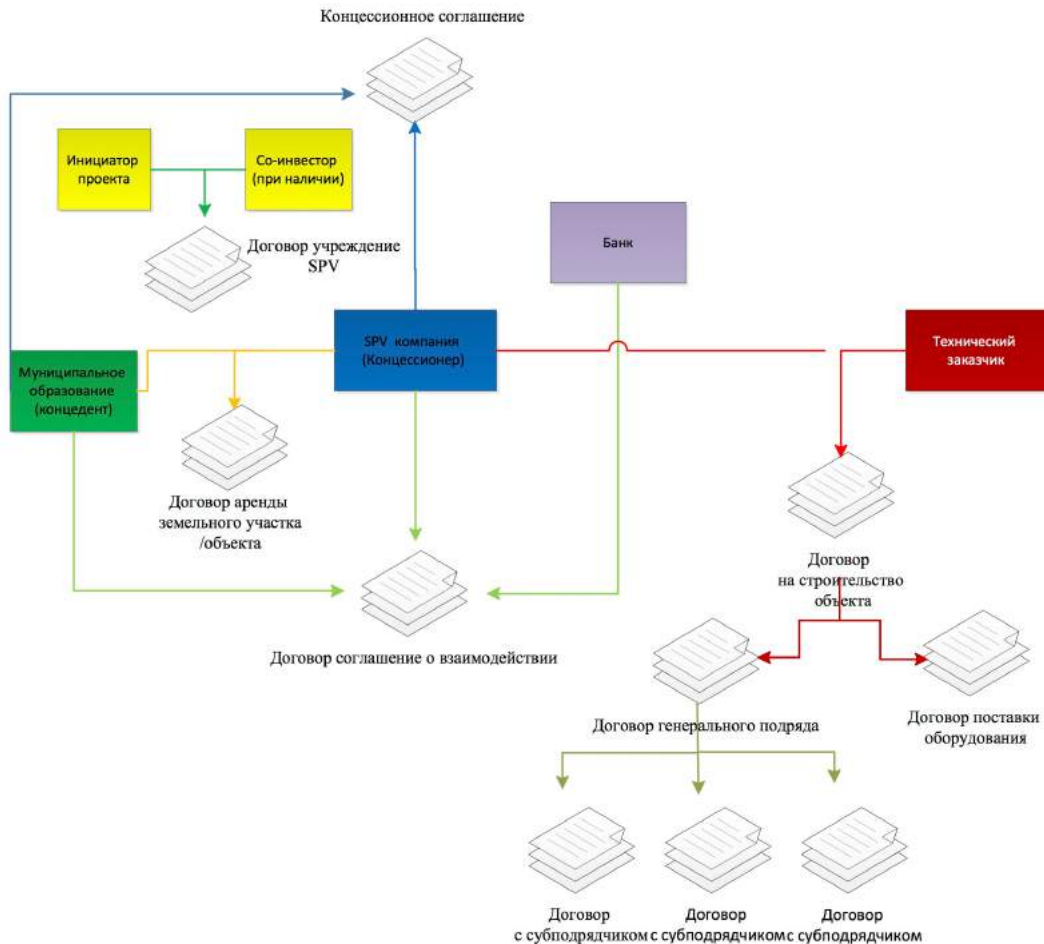 Концессионное соглашение
Инициатор
проекта
Со-инвестор
(при наличии)
Договор учреждение
SPV
Банк
SPV компания
(Концессионер)
Технический
заказчик
Муниципальное
образование
(концедент)
Договор аренды
земельного участка
/объекта
Договор
на строительство
объекта
Договор соглашение о взаимодействии
Договор генерального подряда
Договор поставки
оборудования
Договор
с субподрядчиком
Договор
с субподрядчиком
Договор
с субподрядчиком